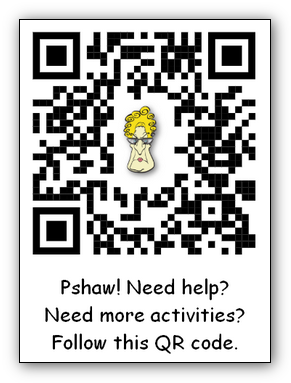 Pshaw! Need help?
Need more activities?
Follow this QR code.